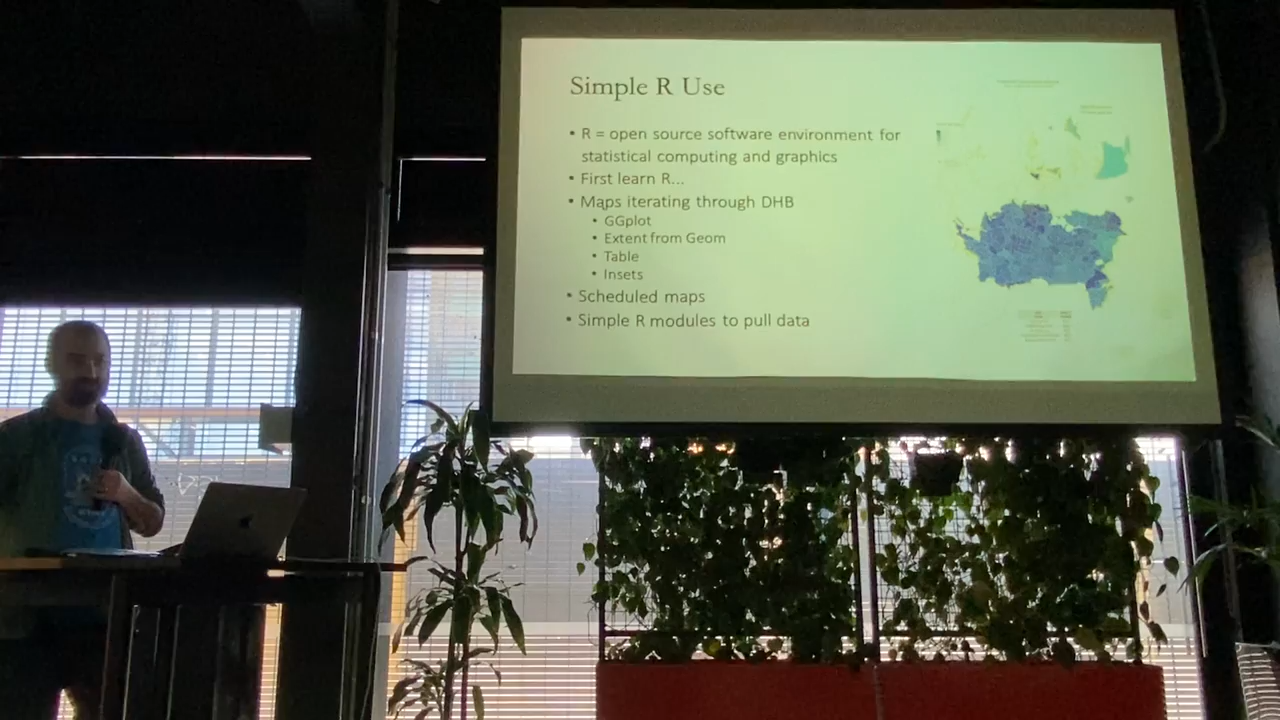 Simple R Use
• R = open source software environment for
statistical computing and graphics
• First learn R...
• Maps iterating through DHB
• GGplot
• Extent from Geom
• Table
• Insets
• Scheduled maps
• Simple R modules to pull data